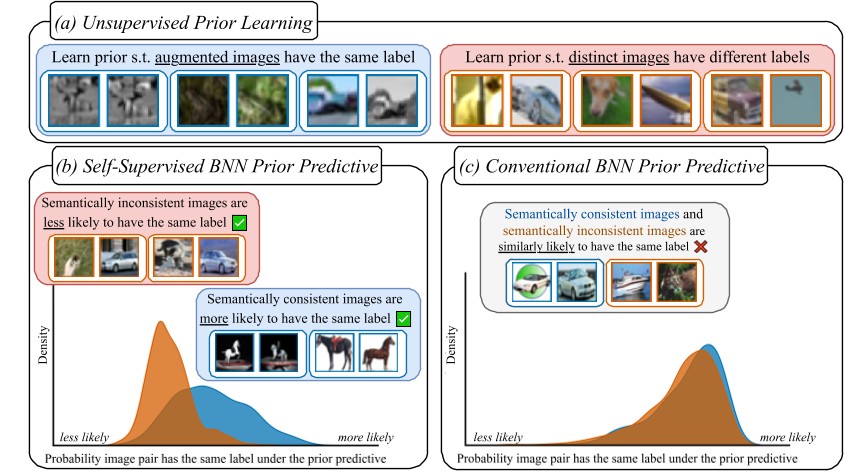 (a) Unsupervised Prior Learning
Learn prior s.t. augmented images have the same label
Learn prior s.t. distinct images have different labels
(b) Self-Supervised BNN Prior Predictive
Semantically inconsistent images are
less likely to have the same label ✅
Semantically consistent images are
more likely to have the same label ✅
Density
less likely
more likely
Probability image pair has the same label under the prior predictive
(c) Conventional BNN Prior Predictive
Semantically consistent images and
semantically inconsistent images are
similarly likely to have the same label ❌
Density
less likely
more likely
Probability image pair has the same label under the prior predictive